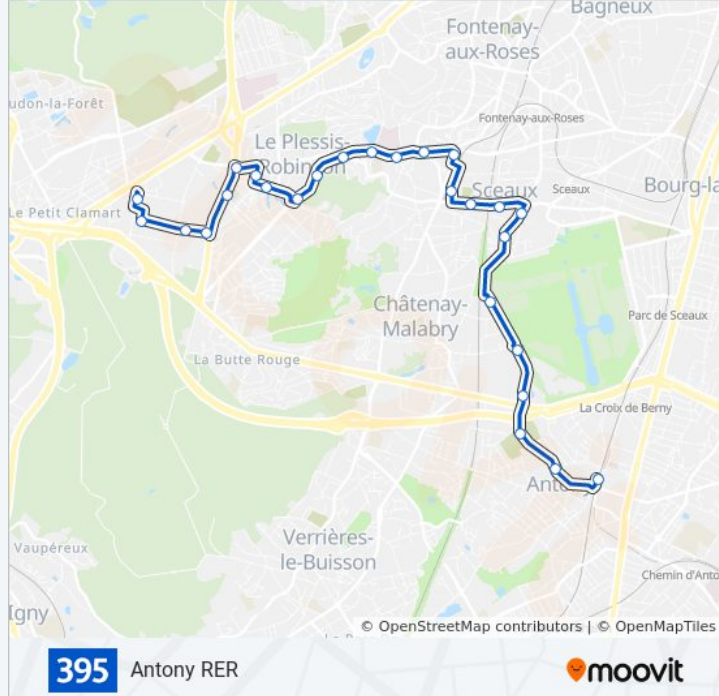 Bagneux
Fontenay-
aux-Roses
udon-la-Forêt
Fontenay-aux-Roses
Le Plessis-
Robinson
Sceaux
Sceaux
Bourg-la
Le Petit Clamart
Châtenay-
Malabry
Parc de Sceaux
La Butte Rouge
La Croix de Berny
Antony
Verrières-
le-Buisson
Vaupéreux
Chemin d'Anto
Igny
© OpenStreetMap contributors | © OpenMapTiles
395 Antony RER
moovit